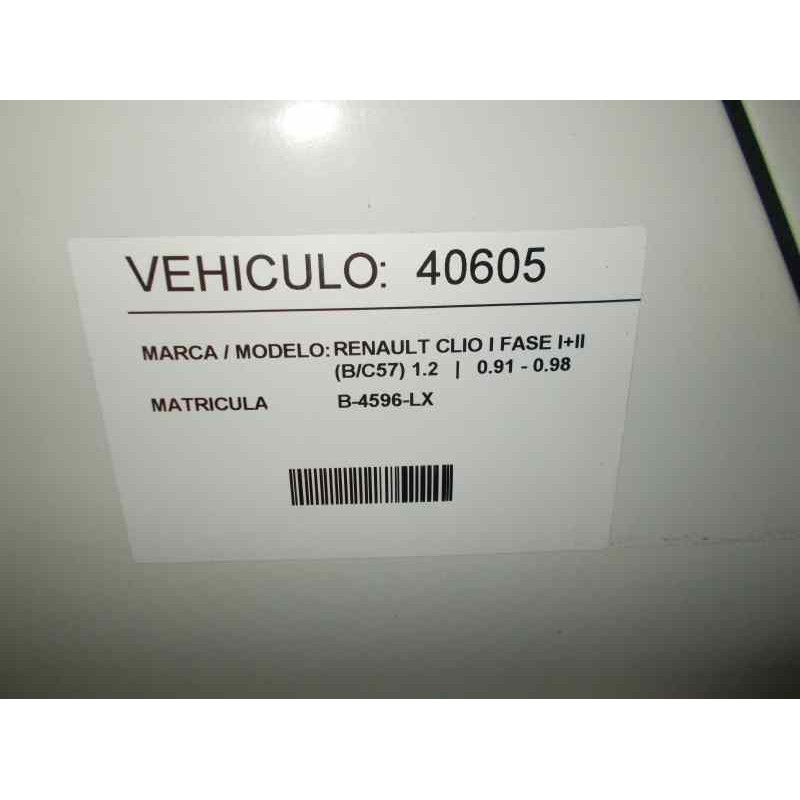 VEHICULO: 40605
MARCA / MODELO: RENAULT CLIO I FASE I+II
(B/C57) 1.2 | 0.91 - 0.98
MATRICULA B-4596-LX